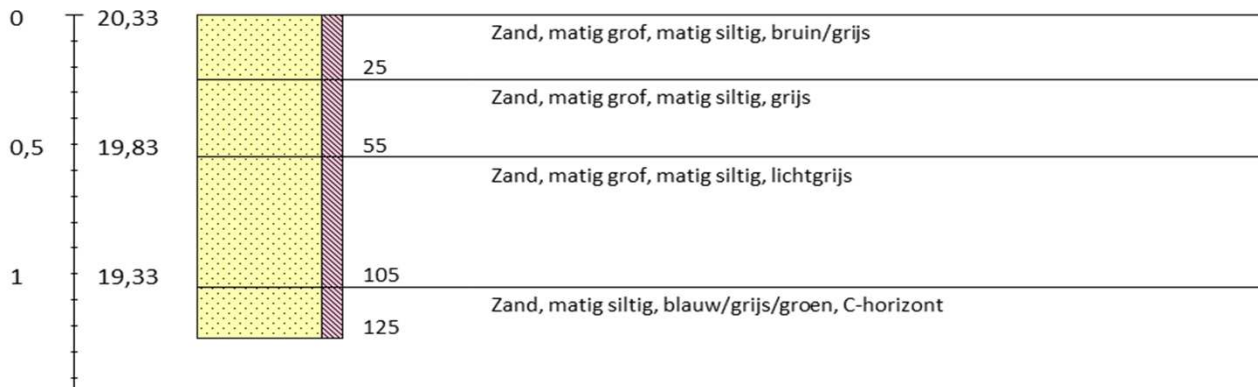 0 20,33 Zand, matig grof, matig siltig, bruin/grijs
25
Zand, matig grof, matig siltig, grijs
0,5 19,83 55
Zand, matig grof, matig siltig, lichtgrijs
1 19,33 105
Zand, matig siltig, blauw/grijs/groen, C-horizont
125